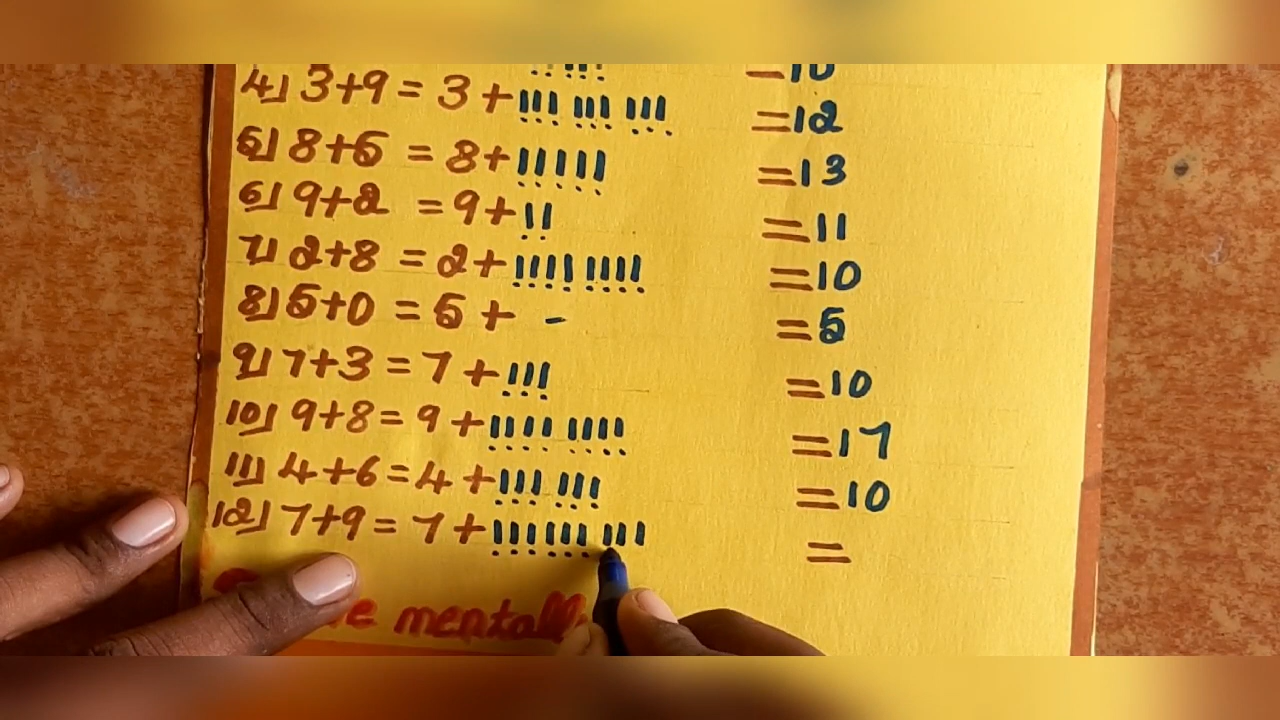 = 10
4) 3+9 = 3 + ||| ||| ||| = 12
5) 8+5 = 8+ ||||| = 13
6) 9+2 = 9+ || = 11
7) 2+8 = 2+ |||| |||| = 10
8) 5+0 = 5 + - = 5
9) 7+3 = 7 + ||| = 10
10) 9+8 = 9 + |||| |||| = 17
11) 4+6 = 4 + ||| ||| = 10
12) 7+9 = 7 + ||| ||| ||| =
mentally